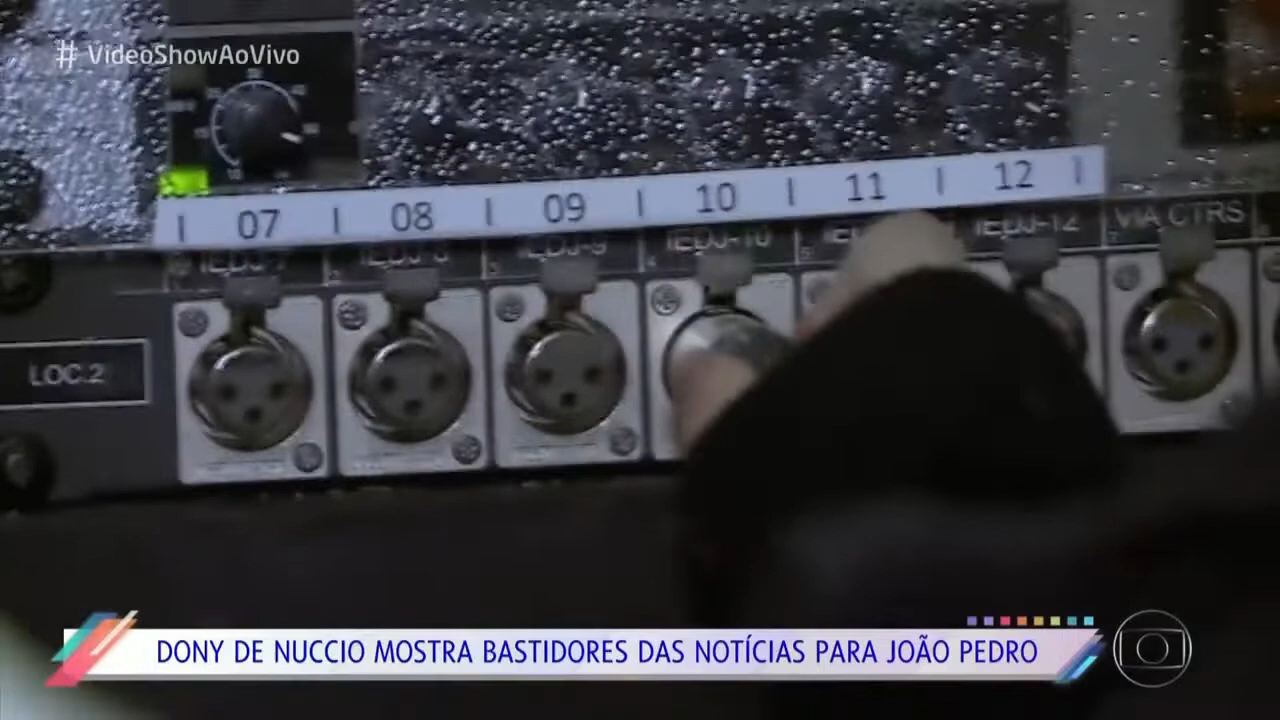 # VideoShowAoVivo
| 07 | 08 | 09 | 10 | 11 | 12 |
IEDJ-9 IEDJ-10 IEDJ-12 VIA CTRS
LOC.2
DONY DE NUCCIO MOSTRA BASTIDORES DAS NOTÍCIAS PARA JOÃO PEDRO